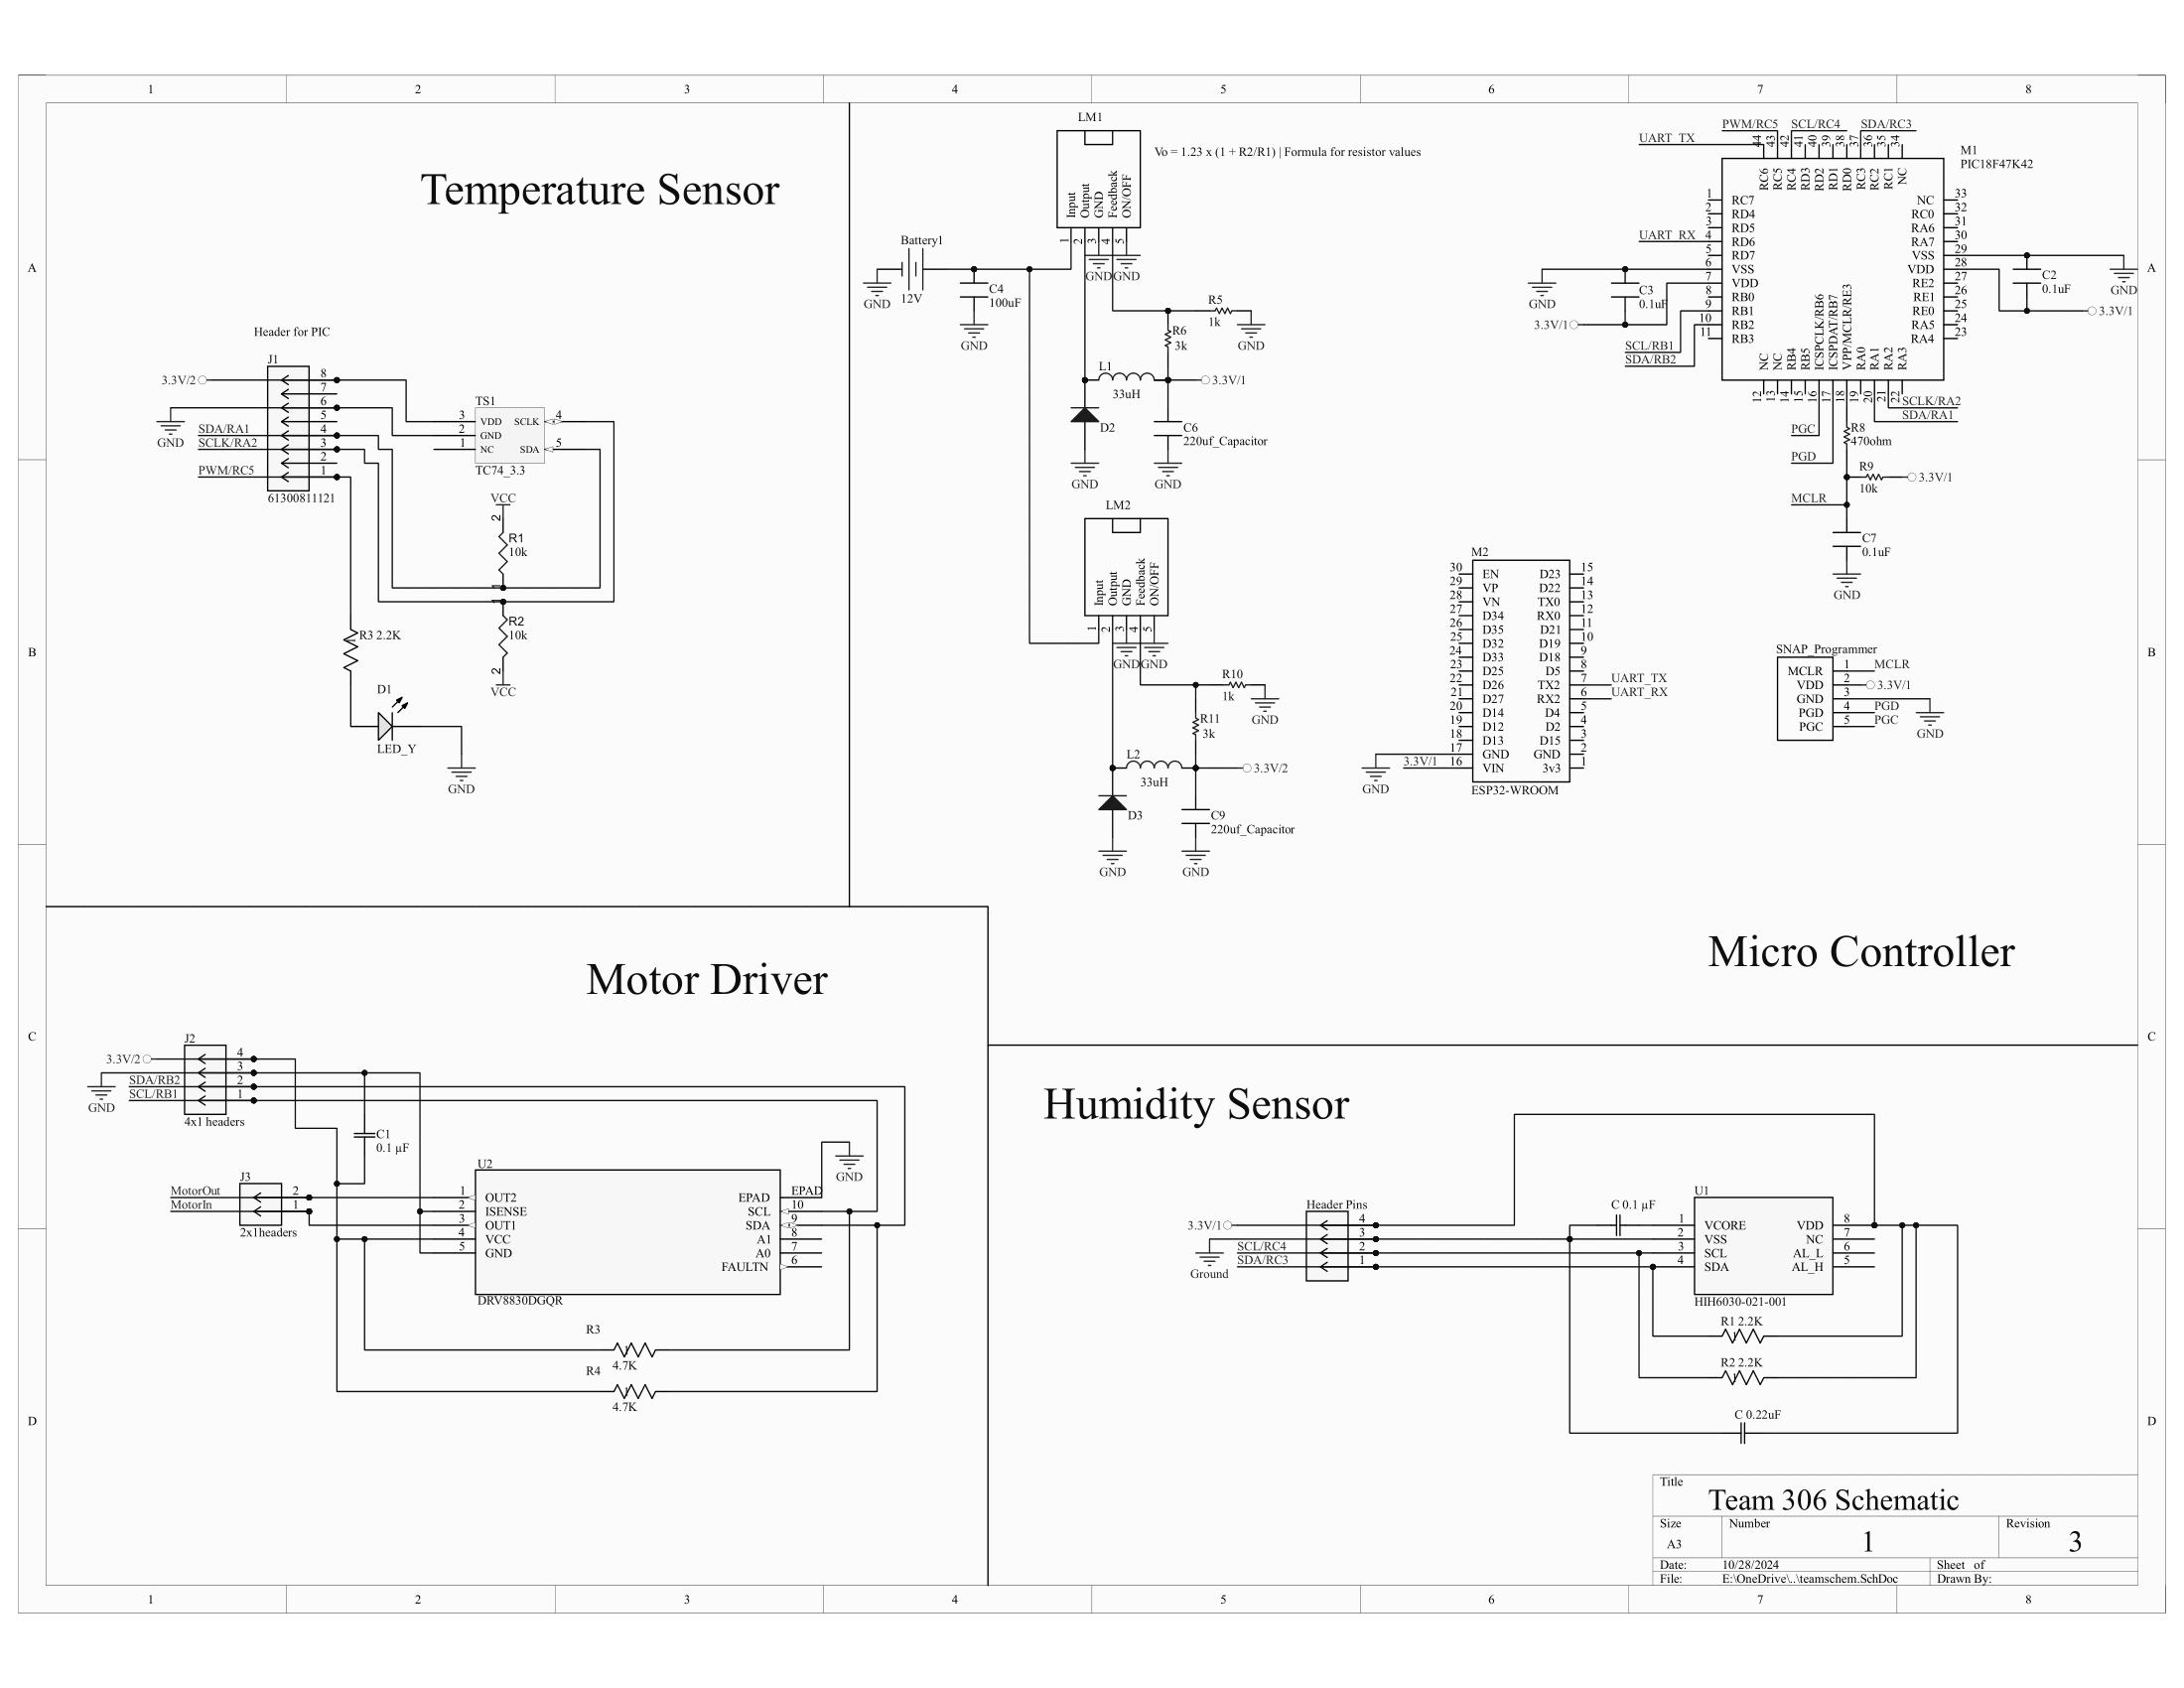 1 2 3 4 5 6 7 8
A
B
C
D
A
B
C
D
Temperature Sensor
Header for PIC
J1
3.3V/2
GND
SDA/RA1
SCLK/RA2
PWM/RC5
8
7
6
5
4
3
2
1
61300811121
TS1
3 VDD SCLK 4
2 GND
1 NC SDA 5
TC74_3.3
VCC
2
R1
10k
R2
10k
2
VCC
R3 2.2K
D1
LED_Y
GND
LM1
Vo = 1.23 x (1 + R2/R1) | Formula for resistor values
Input
Output
GND
Feedback
ON/OFF
1 2 3 4 5
GND GND
Battery1
12V
GND
C4
100uF
GND
R5
1k
GND
R6
3k
L1
33uH
3.3V/1
D2
C6
220uf_Capacitor
GND
GND
LM2
Input
Output
GND
Feedback
ON/OFF
1 2 3 4 5
GND GND
R10
1k
GND
R11
3k
L2
33uH
3.3V/2
D3
C9
220uf_Capacitor
GND
GND
PWM/RC5 SCL/RC4 SDA/RC3
UART_TX
44 43 42 41 40 39 38 37 36 35 34
M1
PIC18F47K42
RC6 RC5 RC4 RD3 RD2 RD1 RD0 RC3 RC2 RC1 NC
1 RC7 NC 33
2 RD4 RC0 32
3 RD5 RA6 31
UART_RX 4 RD6 RA7 30
5 RD7 VSS 29
6 VSS VDD 28
7 VDD RE2 27
8 RB0 RE1 26
9 RB1 RE0 25
10 RB2 RA5 24
11 RB3 RA4 23
NC NC RB4 RB5 ICSPCLK/RB6 ICSPDAT/RB7 VPP/MCLR/RE3 RA0 RA1 RA2 RA3
12 13 14 15 16 17 18 19 20 21 22
GND
C3
0.1uF
3.3V/1
SCL/RB1
SDA/RB2
C2
0.1uF
GND
3.3V/1
SCLK/RA2
SDA/RA1
PGC
PGD
R8
470ohm
R9
10k
3.3V/1
MCLR
C7
0.1uF
GND
M2
30 EN D23 15
29 VP D22 14
28 VN TX0 13
27 D34 RX0 12
26 D35 D21 11
25 D32 D19 10
24 D33 D18 9
23 D25 D5 8
22 D26 TX2 7 UART_TX
21 D27 RX2 6 UART_RX
20 D14 D4 5
19 D12 D2 4
18 D13 D15 3
17 GND GND 2
3.3V/1 16 VIN 3v3 1
GND
ESP32-WROOM
SNAP_Programmer
MCLR 1 MCLR
VDD 2 3.3V/1
GND 3
PGD 4 PGD
PGC 5 PGC
GND
Micro Controller
Motor Driver
J2
3.3V/2
GND
SDA/RB2
SCL/RB1
4
3
2
1
4x1 headers
C1
0.1 µF
J3
MotorOut 2
MotorIn 1
2x1headers
U2
1 OUT2 EPAD EPAD
2 ISENSE SCL 10
3 OUT1 SDA 9
4 VCC A1 8
5 GND A0 7
FAULTN 6
GND
DRV8830DGQR
R3
4.7K
R4
4.7K
Humidity Sensor
Header Pins
3.3V/1 4
3
SCL/RC4 2
SDA/RC3 1
Ground
C 0.1 µF
U1
1 VCORE VDD 8
2 VSS NC 7
3 SCL AL_L 6
4 SDA AL_H 5
HIH6030-021-001
R1 2.2K
R2 2.2K
C 0.22uF
Title
Team 306 Schematic
Size Number Revision
A3 1 3
Date: 10/28/2024 Sheet of
File: E:\OneDrive\..\teamschem.SchDoc Drawn By:
1 2 3 4 5 6 7 8